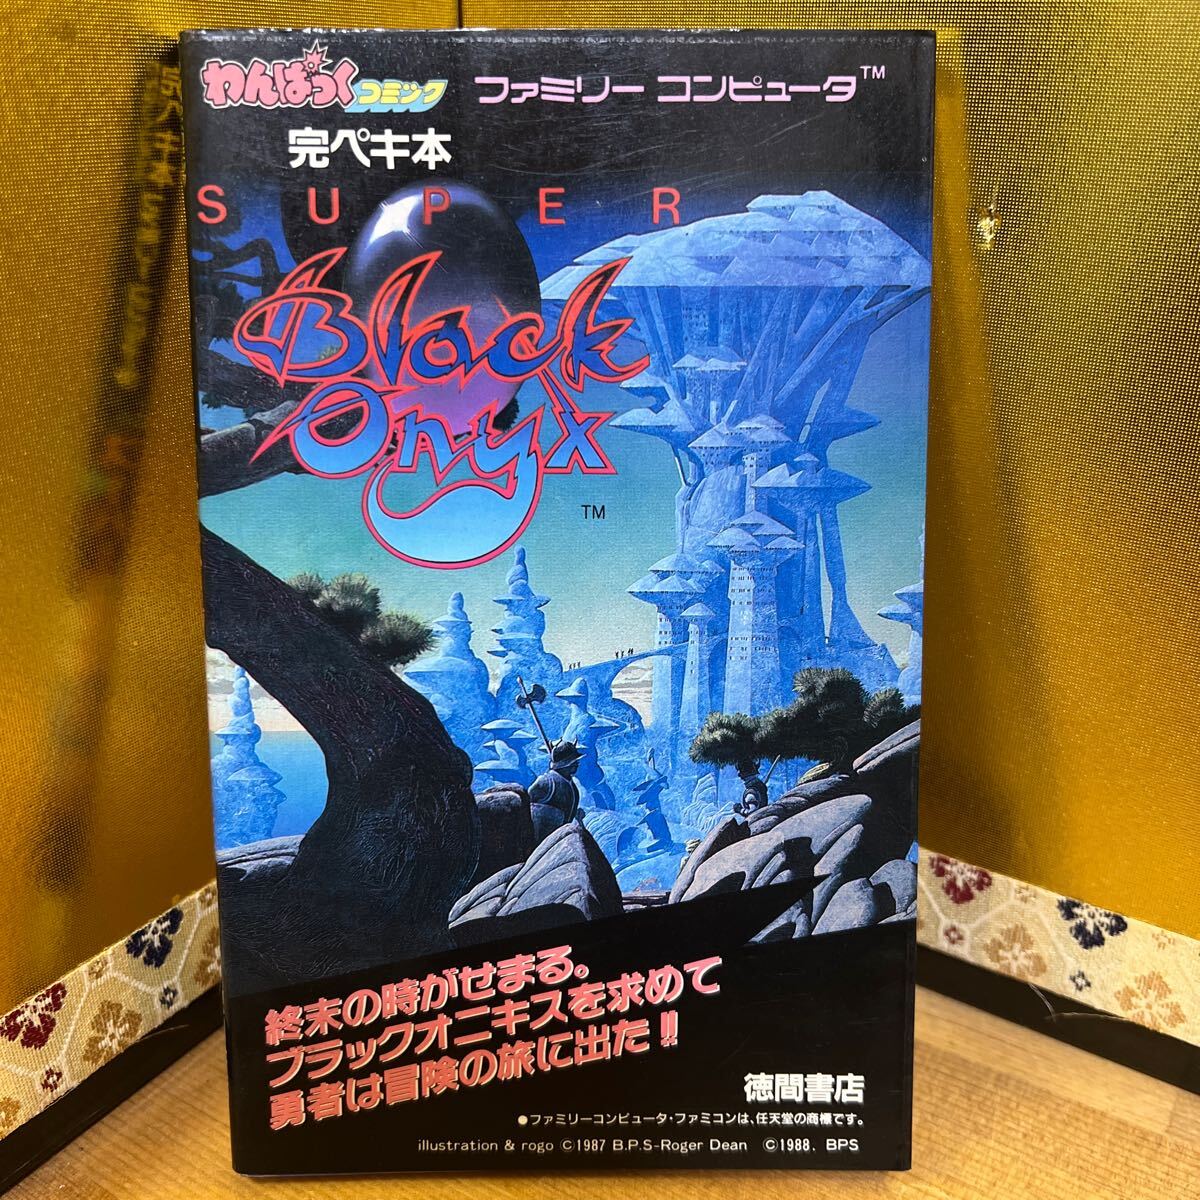 わんぱっくコミック
ファミリー コンピュータ™
完ペキ本
SUPER
Black
Onyx
TM
終末の時がせまる。
ブラックオニキスを求めて
勇者は冒険の旅に出た!!
徳間書店
●ファミリーコンピュータ・ファミコンは、任天堂の商標です。
illustration & rogo ©1987 B.P.S-Roger Dean ©1988. BPS